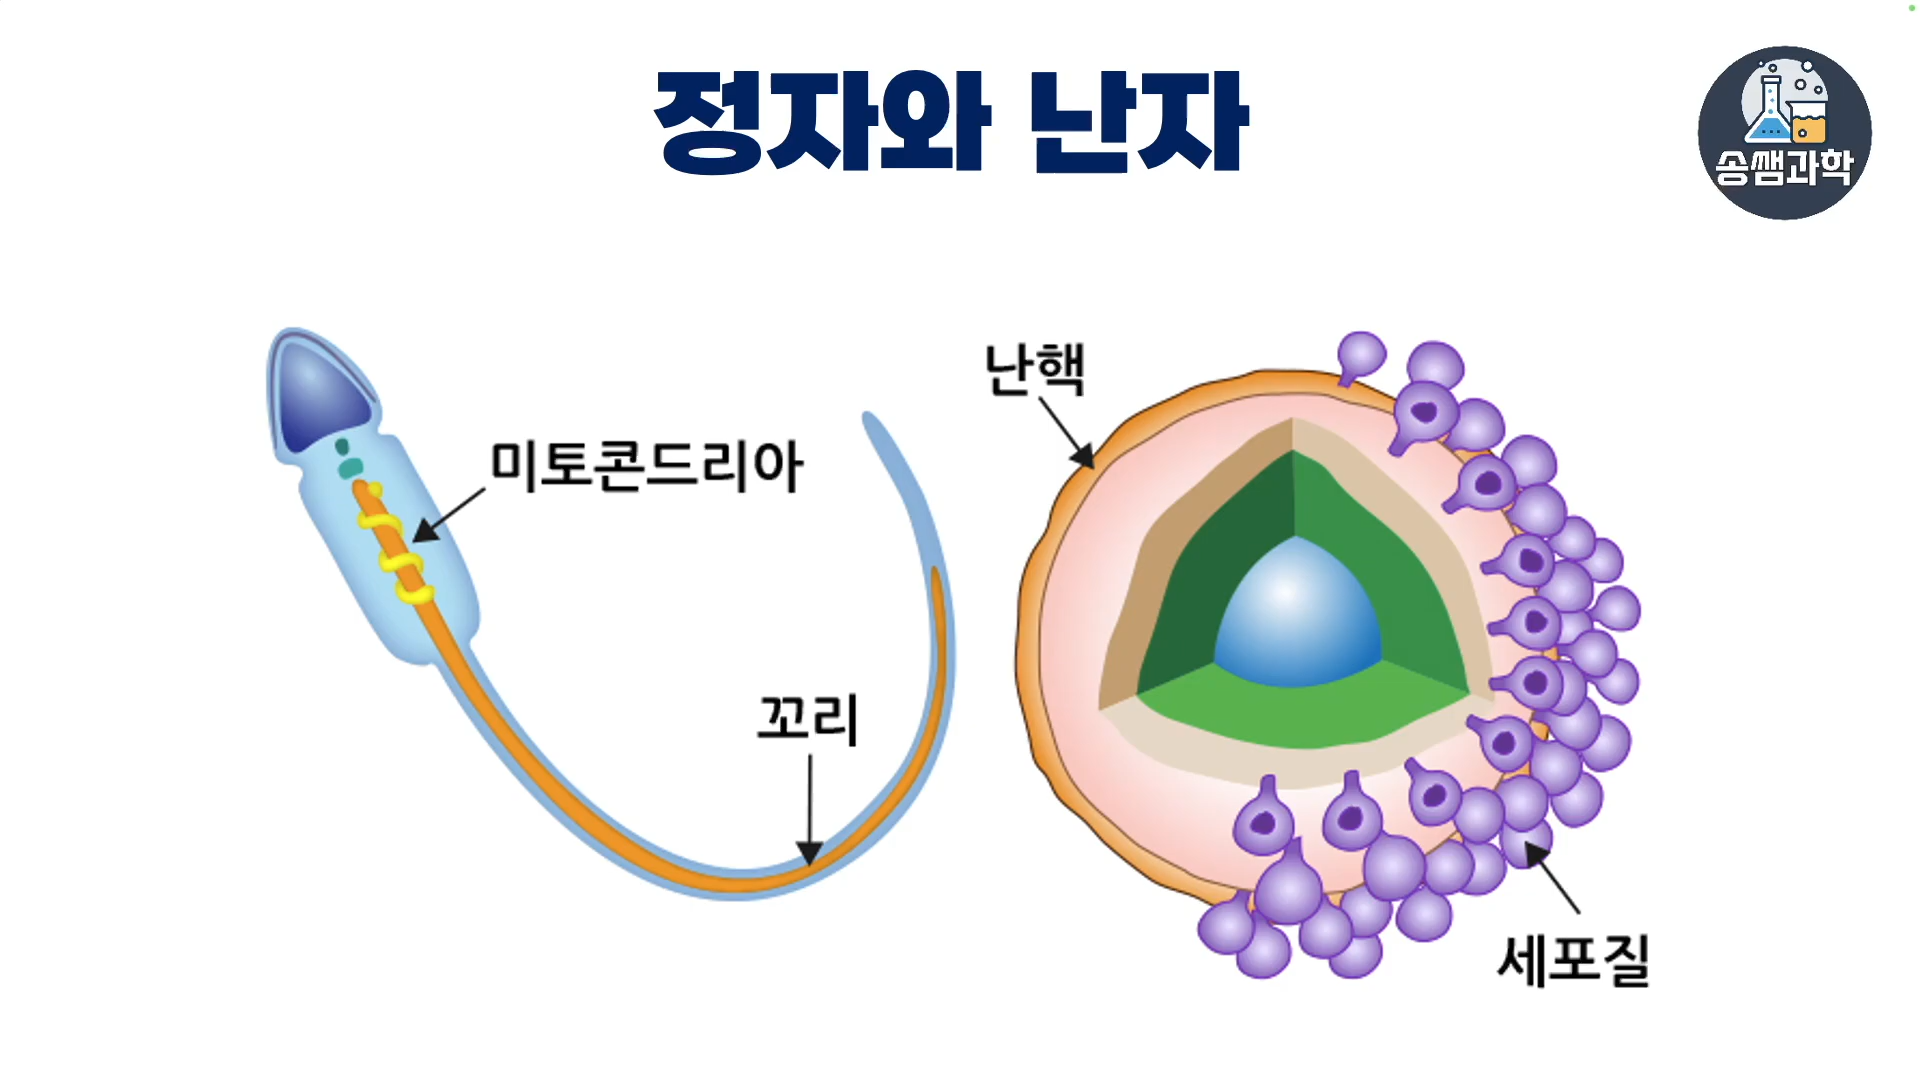 정자와 난자
송쌤과학
난핵
미토콘드리아
꼬리
세포질